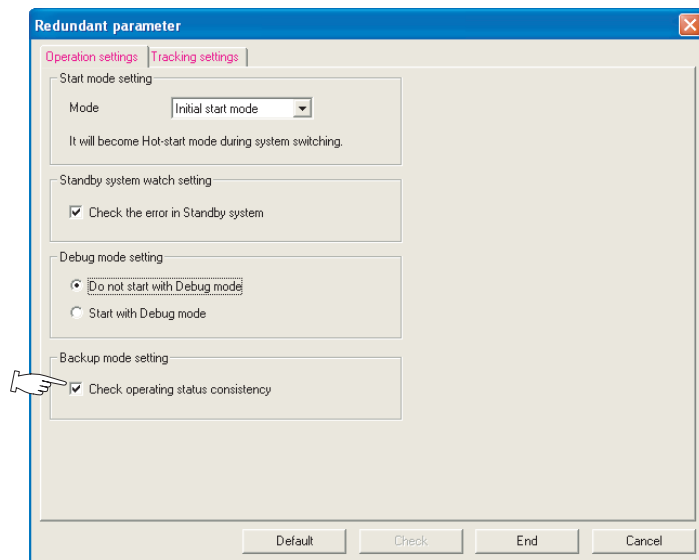 Redundant parameter
Operation settings Tracking settings
Start mode setting
Mode Initial start mode
It will become Hot-start mode during system switching.
Standby system watch setting
Check the error in Standby system
Debug mode setting
Do not start with Debug mode
Start with Debug mode
Backup mode setting
Check operating status consistency
Default Check End Cancel